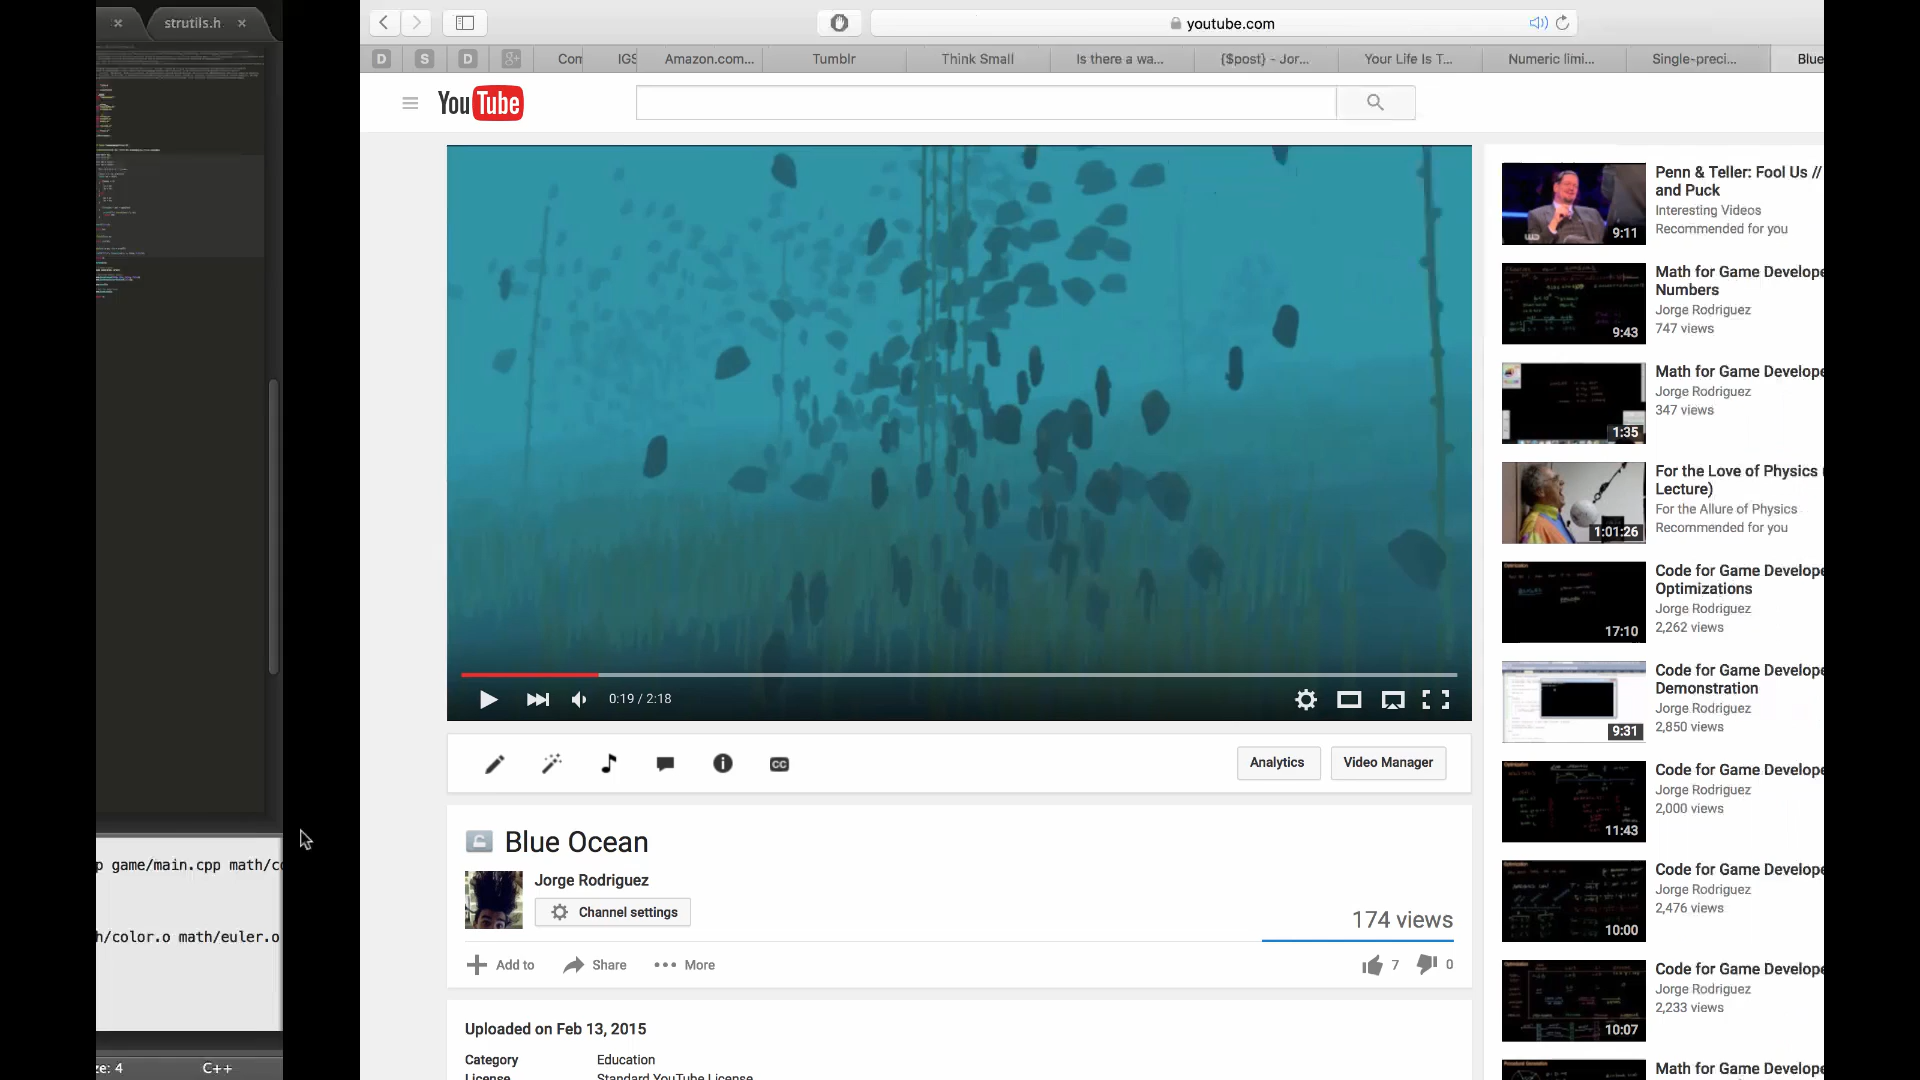 strutils.h
youtube.com
D
S
D
g+
Amazon.com...
Tumblr
Think Small
Is there a wa...
{$post} - Jor...
Your Life Is T...
Numeric limi...
Single-preci...
Blue
YouTube
Penn & Teller: Fool Us //
and Puck
Interesting Videos
Recommended for you
9:11
Math for Game Develope
Numbers
Jorge Rodriguez
747 views
9:43
Math for Game Develope
Jorge Rodriguez
347 views
1:35
For the Love of Physics
Lecture)
For the Allure of Physics
Recommended for you
1:01:26
Code for Game Develope
Optimizations
Jorge Rodriguez
2,262 views
17:10
Code for Game Develope
Demonstration
Jorge Rodriguez
2,850 views
9:31
Code for Game Develope
Jorge Rodriguez
2,000 views
11:43
Code for Game Develope
Jorge Rodriguez
2,476 views
10:00
Code for Game Develope
Jorge Rodriguez
2,233 views
10:07
Math for Game Develope
0:19 / 2:18
CC
Analytics
Video Manager
Blue Ocean
Jorge Rodriguez
Channel settings
174 views
Add to
Share
More
7
0
Uploaded on Feb 13, 2015
Category Education
License Standard YouTube License
p game/main.cpp math/co
h/color.o math/euler.o
ze: 4
C++